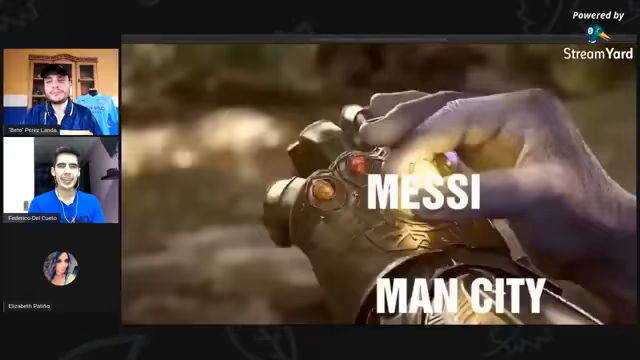 Powered by
StreamYard
"Beto" Pérez Landa
Federico Del Cueto
Elizabeth Patiño
MESSI
MAN CITY